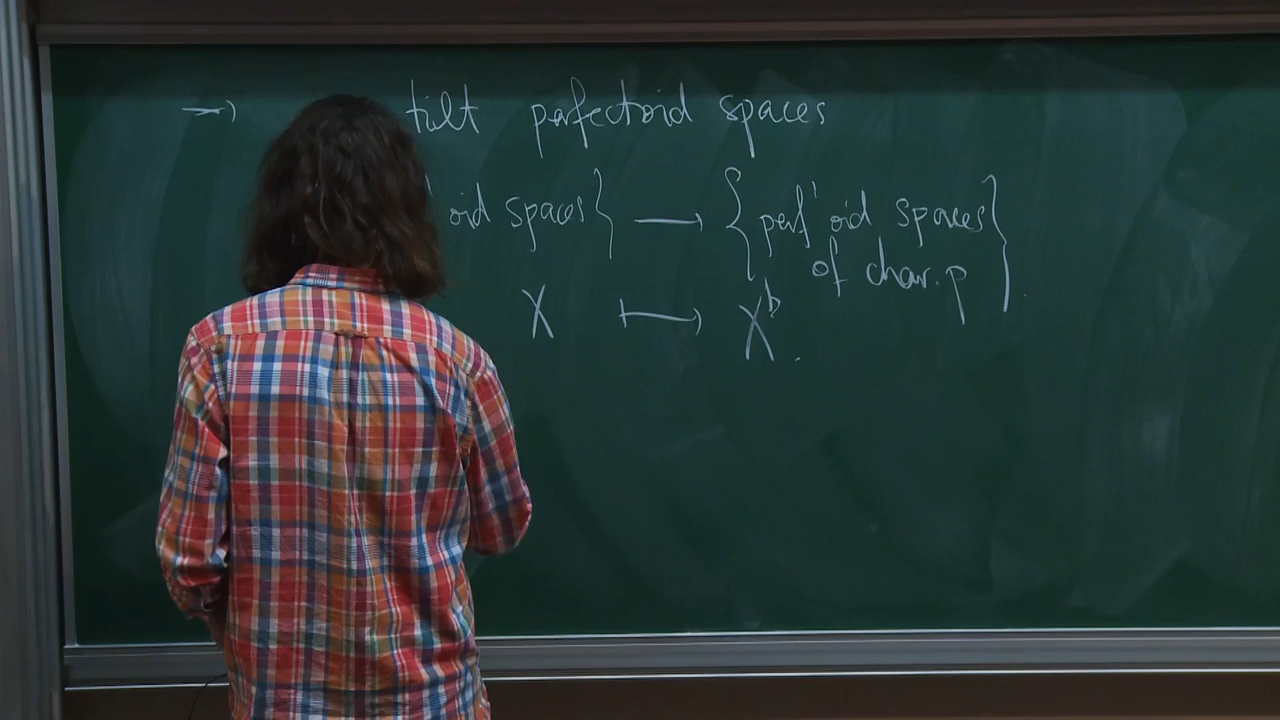 → tilt perfectoid spaces
'oid spaces} → {perf'oid spaces
of char. p}
X ↦ X♭.